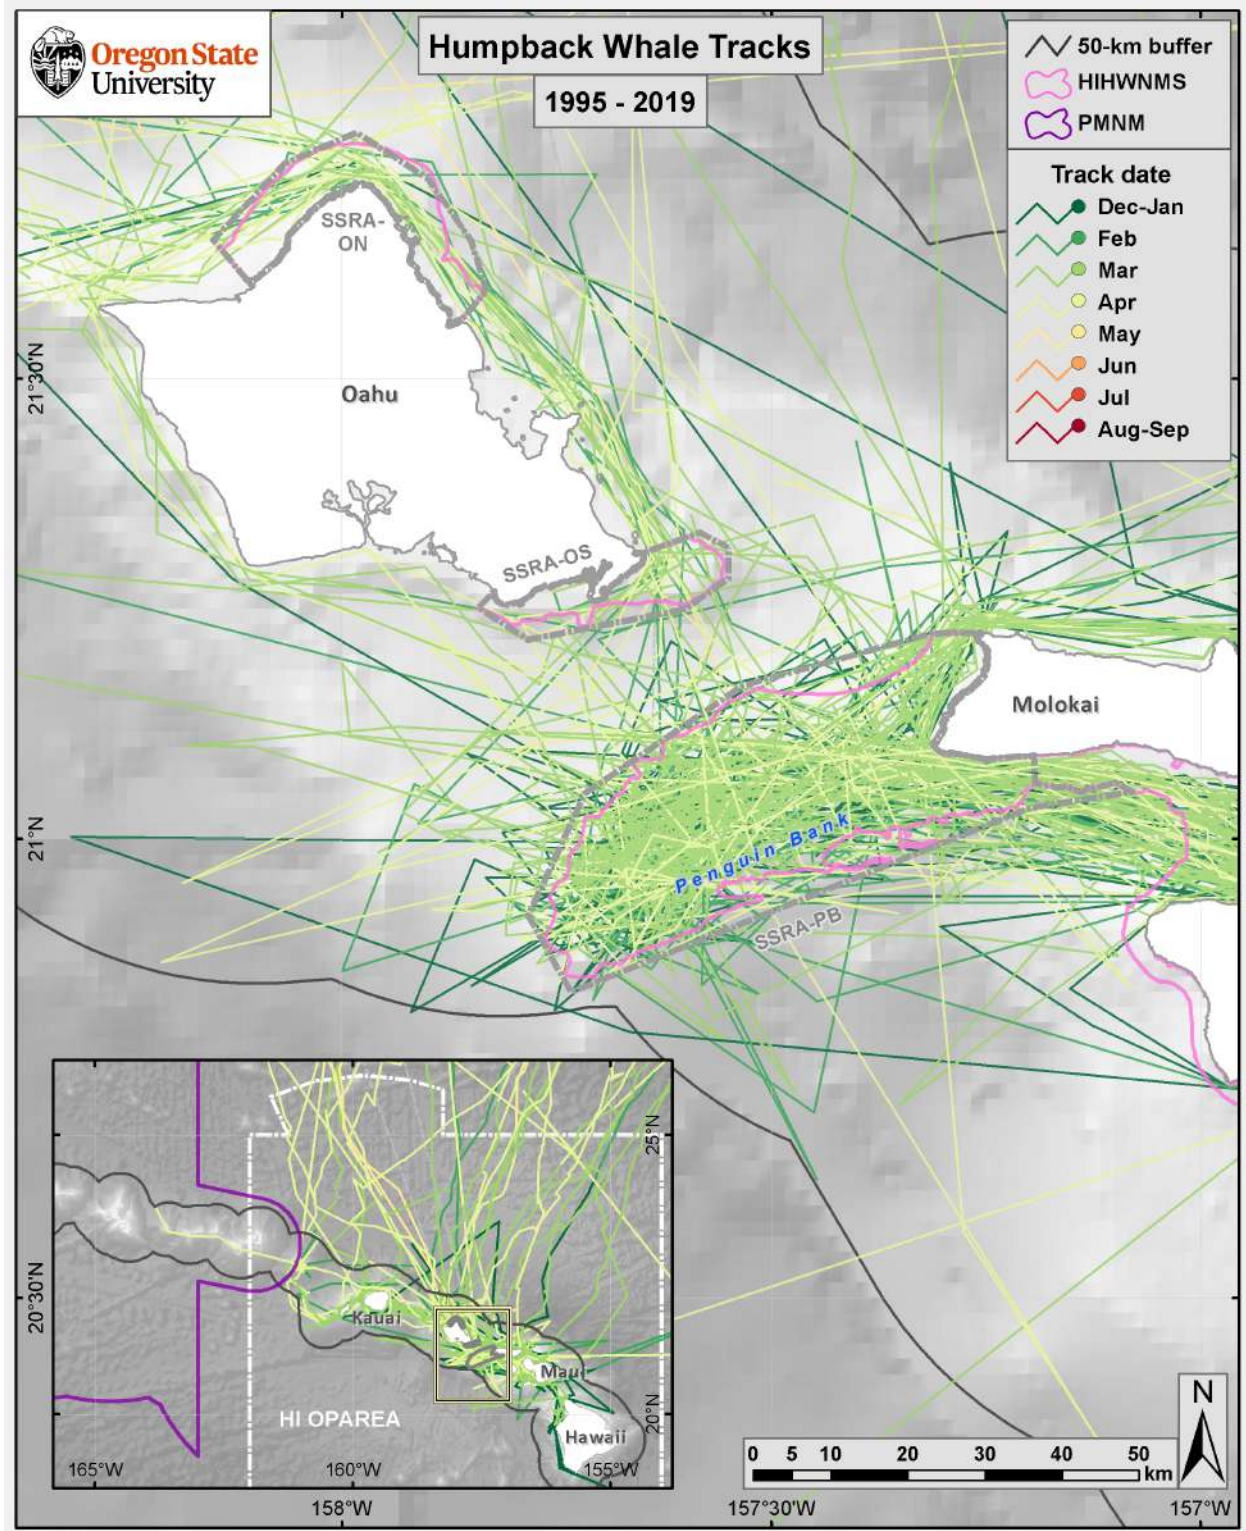 Oregon State
University
Humpback Whale Tracks
1995 - 2019
50-km buffer
HIHWNMS
PMNM
Track date
Dec-Jan
Feb
Mar
Apr
May
Jun
Jul
Aug-Sep
SSRA-
ON
21°30'N
Oahu
SSRA-OS
Molokai
21°N
Penguin Bank
SSRA-PB
25°N
20°30'N
Kauai
Maui
20°N
HI OPAREA
Hawaii
165°W
160°W
155°W
N
0 5 10 20 30 40 50
km
158°W
157°30'W
157°W